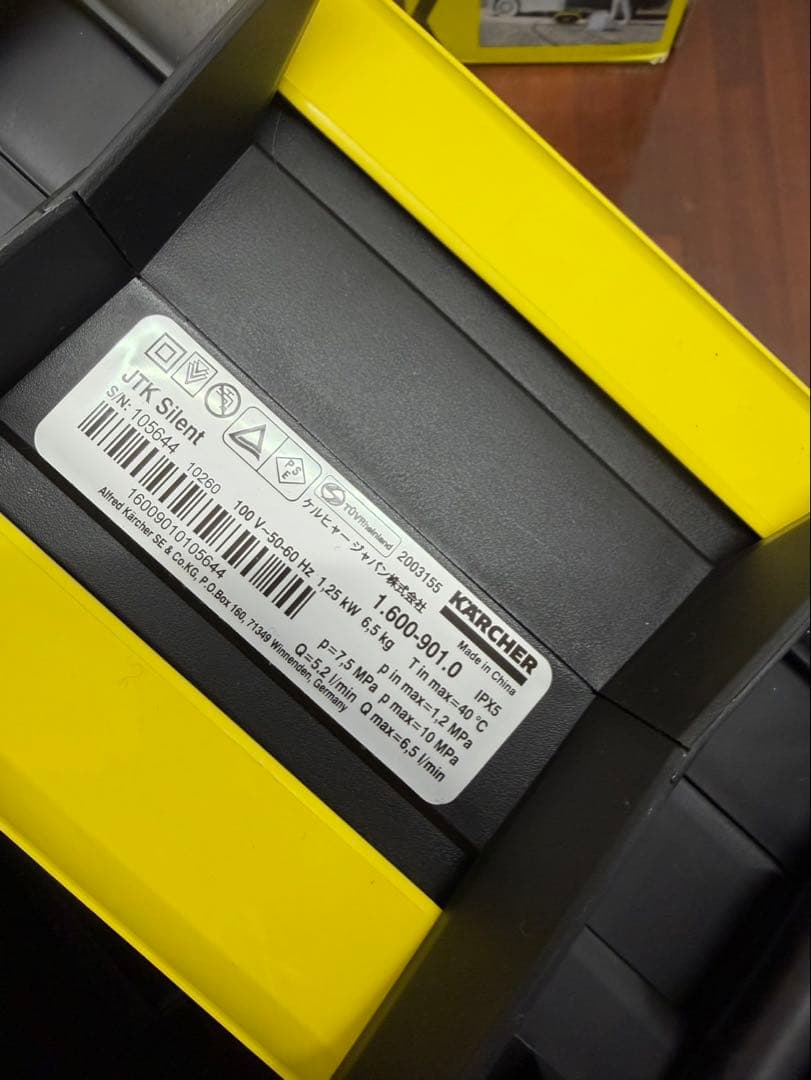 JTK Silent
S/N: 105644 10260
16009010105644
Alfred Kärcher SE & Co.KG, P.O.Box 160, 71349 Winnenden, Germany
PSE
TÜVRheinland
ケルヒャー ジャパン株式会社
2003155
100 V~50-60 Hz 1,25 kW 6,5 kg
1.600-901.0
KÄRCHER
Made in China
IPX5
T in max=40 °C
p in max=1,2 MPa
p=7,5 MPa p max=10 MPa
Q=5,2 l/min Q max=6,5 l/min